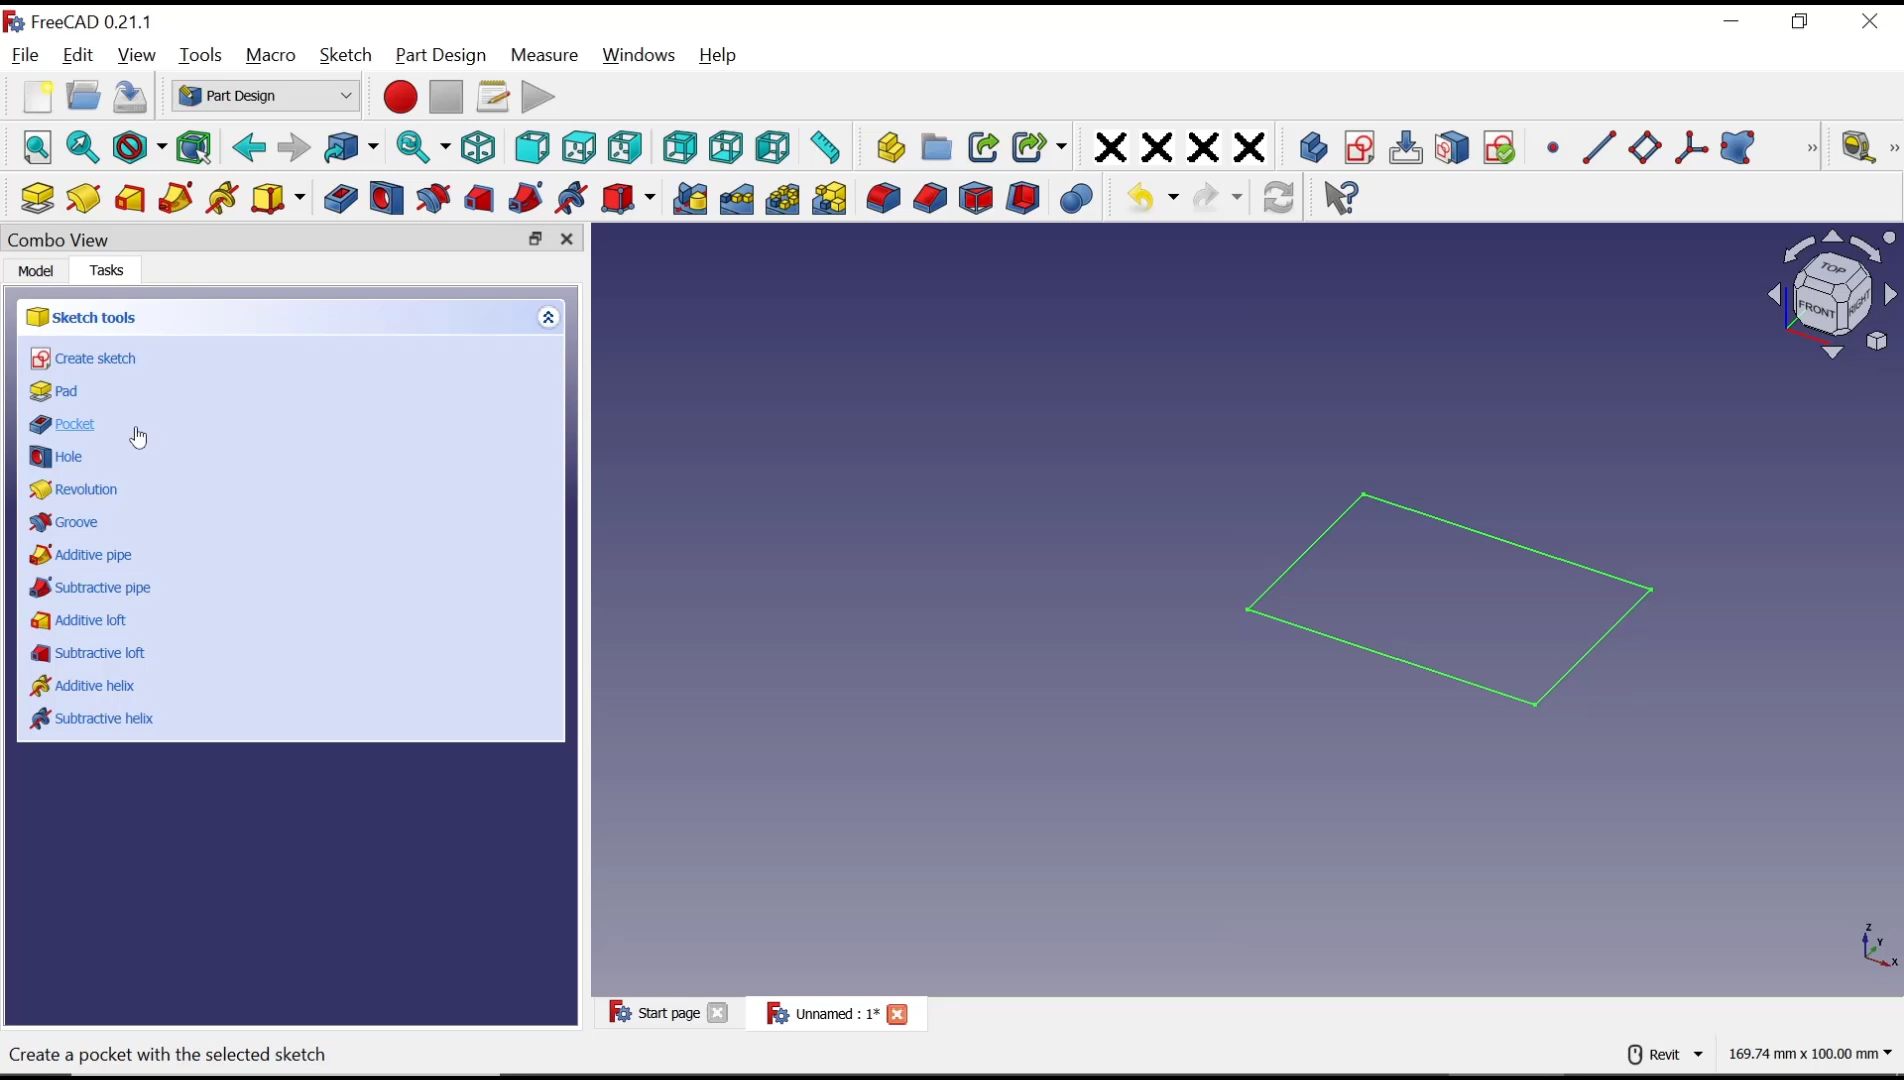 FreeCAD 0.21.1
File Edit View Tools Macro Sketch Part Design Measure Windows Help
Part Design
Combo View
Model Tasks
Sketch tools
Create sketch
Pad
Pocket
Hole
Revolution
Groove
Additive pipe
Subtractive pipe
Additive loft
Subtractive loft
Additive helix
Subtractive helix
TOP
FRONT RIGHT
Z
Y
X
Start page Unnamed : 1*
Create a pocket with the selected sketch Revit 169.74 mm x 100.00 mm